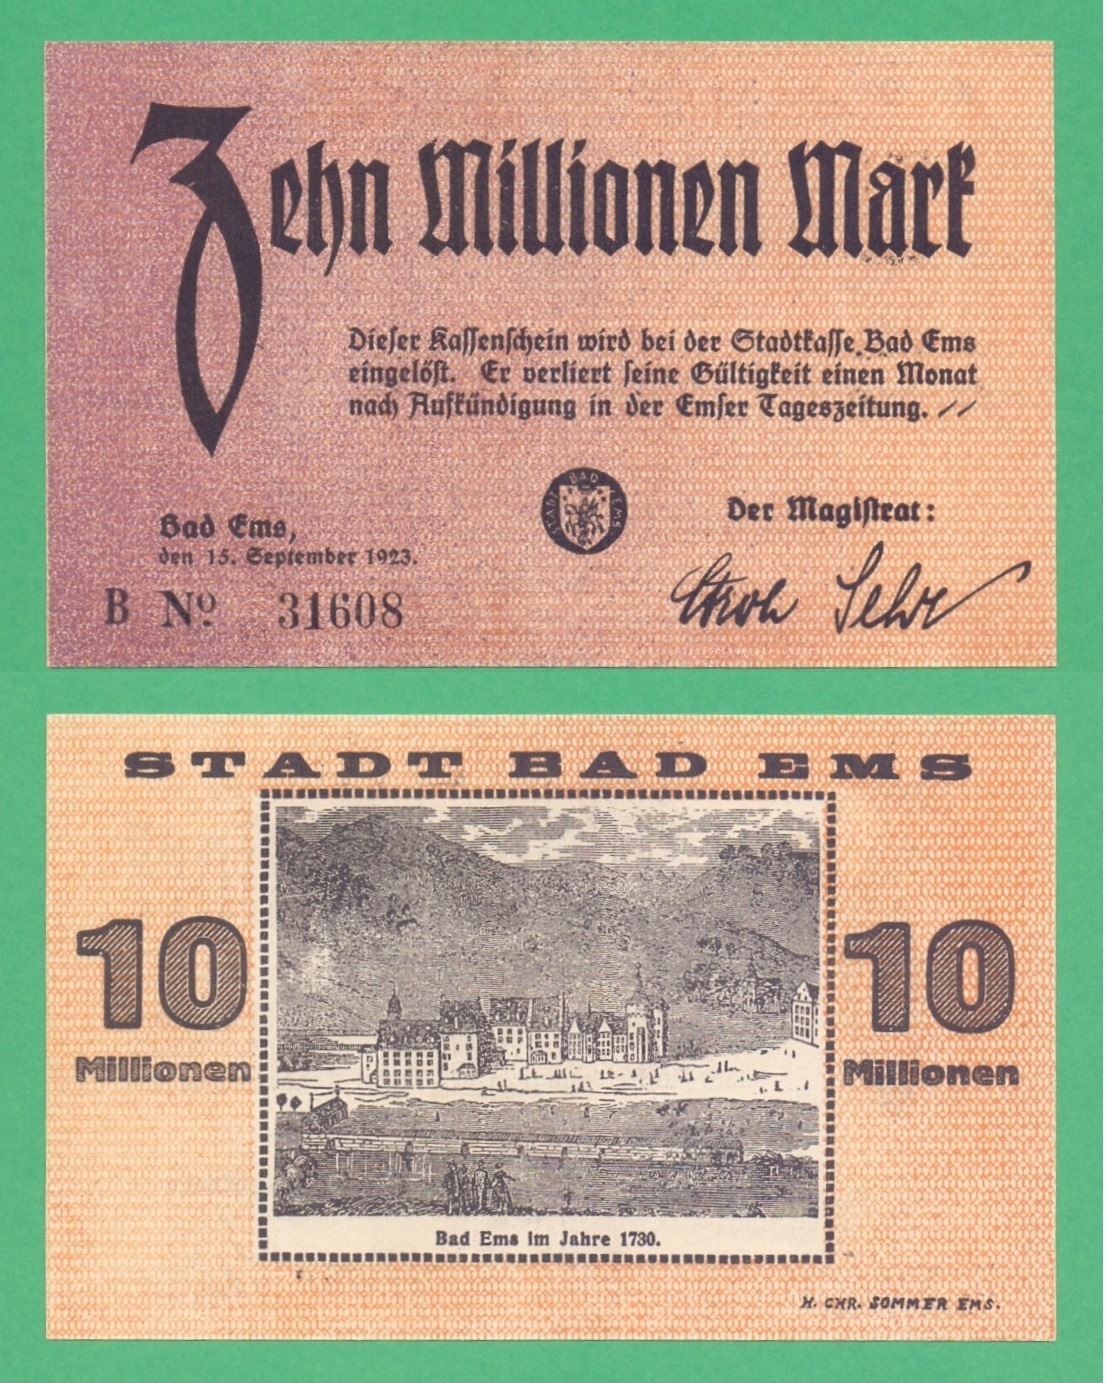 Zehn Millionen Mark
Dieser Kassenschein wird bei der Stadtkasse Bad Ems
eingelöst. Er verliert seine Gültigkeit einen Monat
nach Aufkündigung in der Emser Tageszeitung.
STADT BAD EMS
Der Magistrat:
Bad Ems,
den 15. September 1923.
B Nº 31608
STADT BAD EMS
10
Millionen
10
Millionen
Bad Ems im Jahre 1730.
H. CHR. SOMMER EMS.